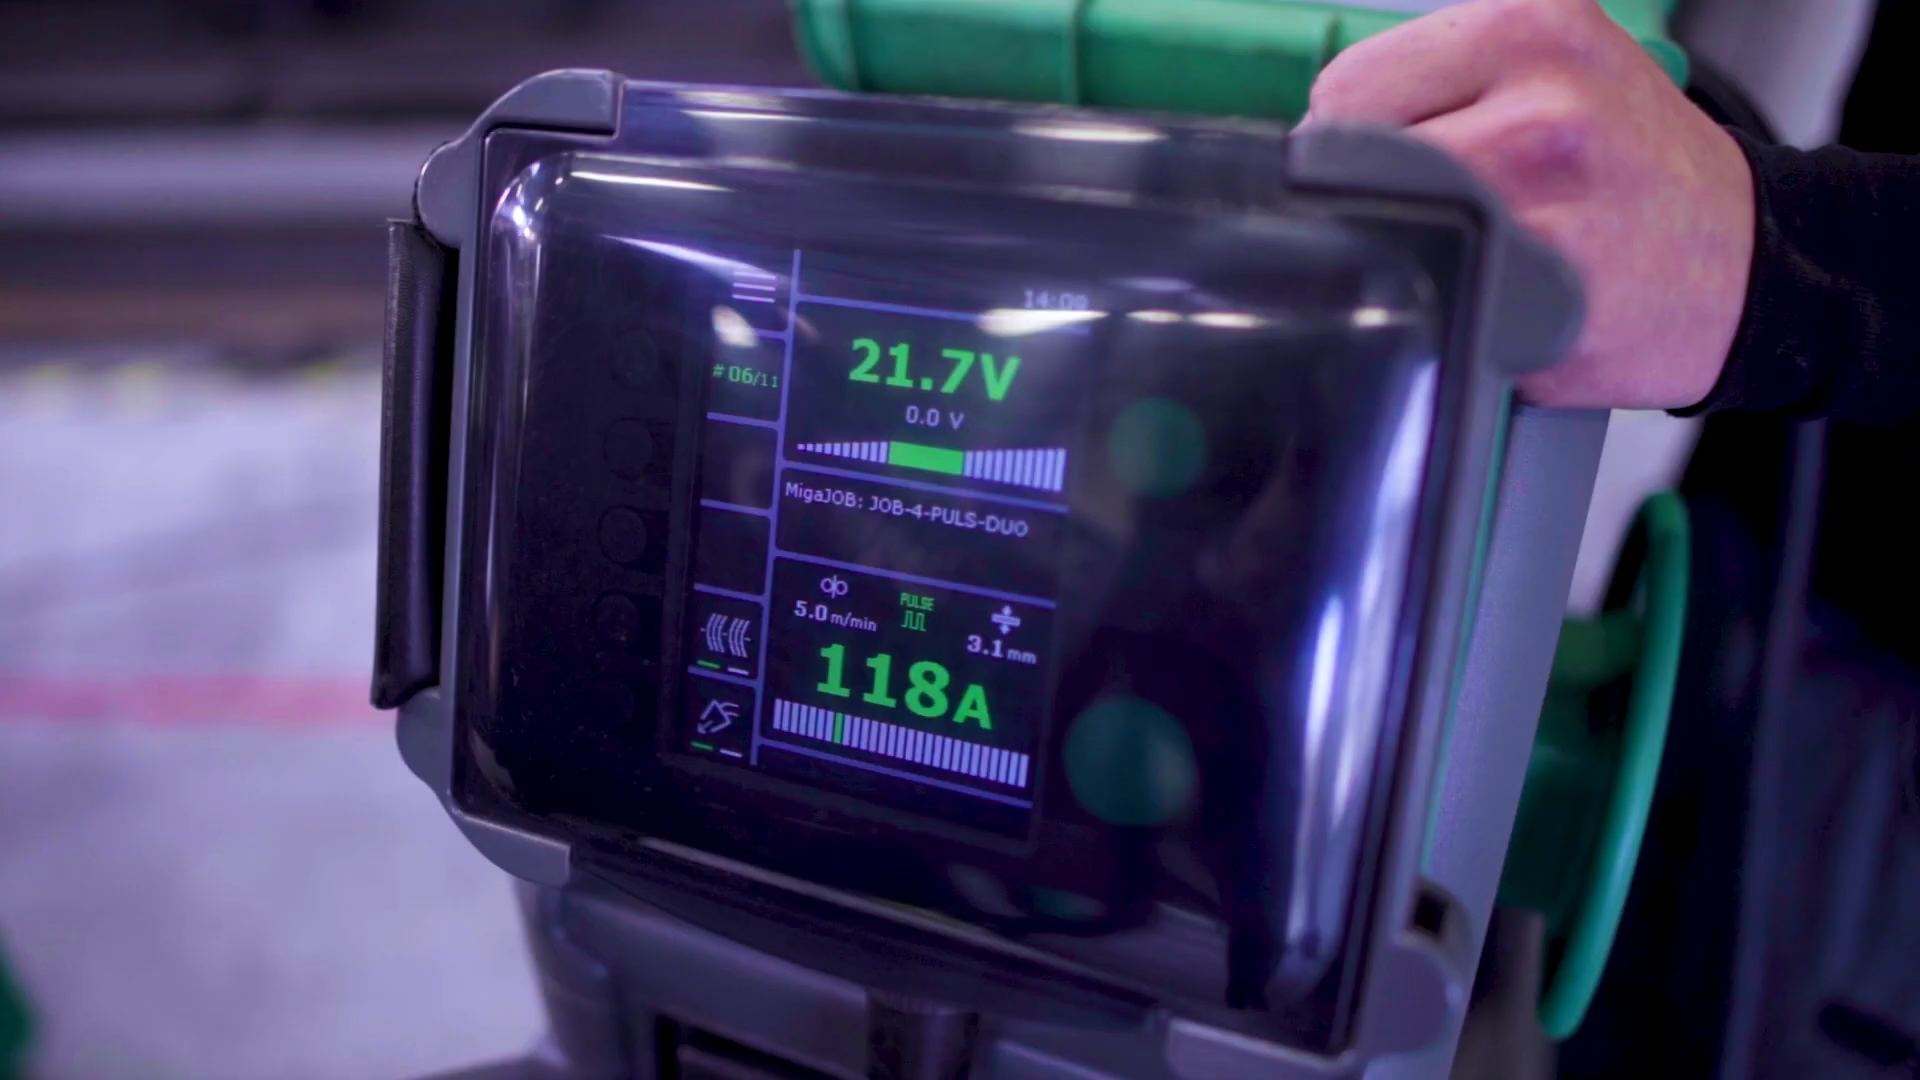 14:09
21.7V
# 06/11
0.0 V
MigaJOB: JOB-4-PULS-DUO
5.0 m/min
PULSE
3.1 mm
118A